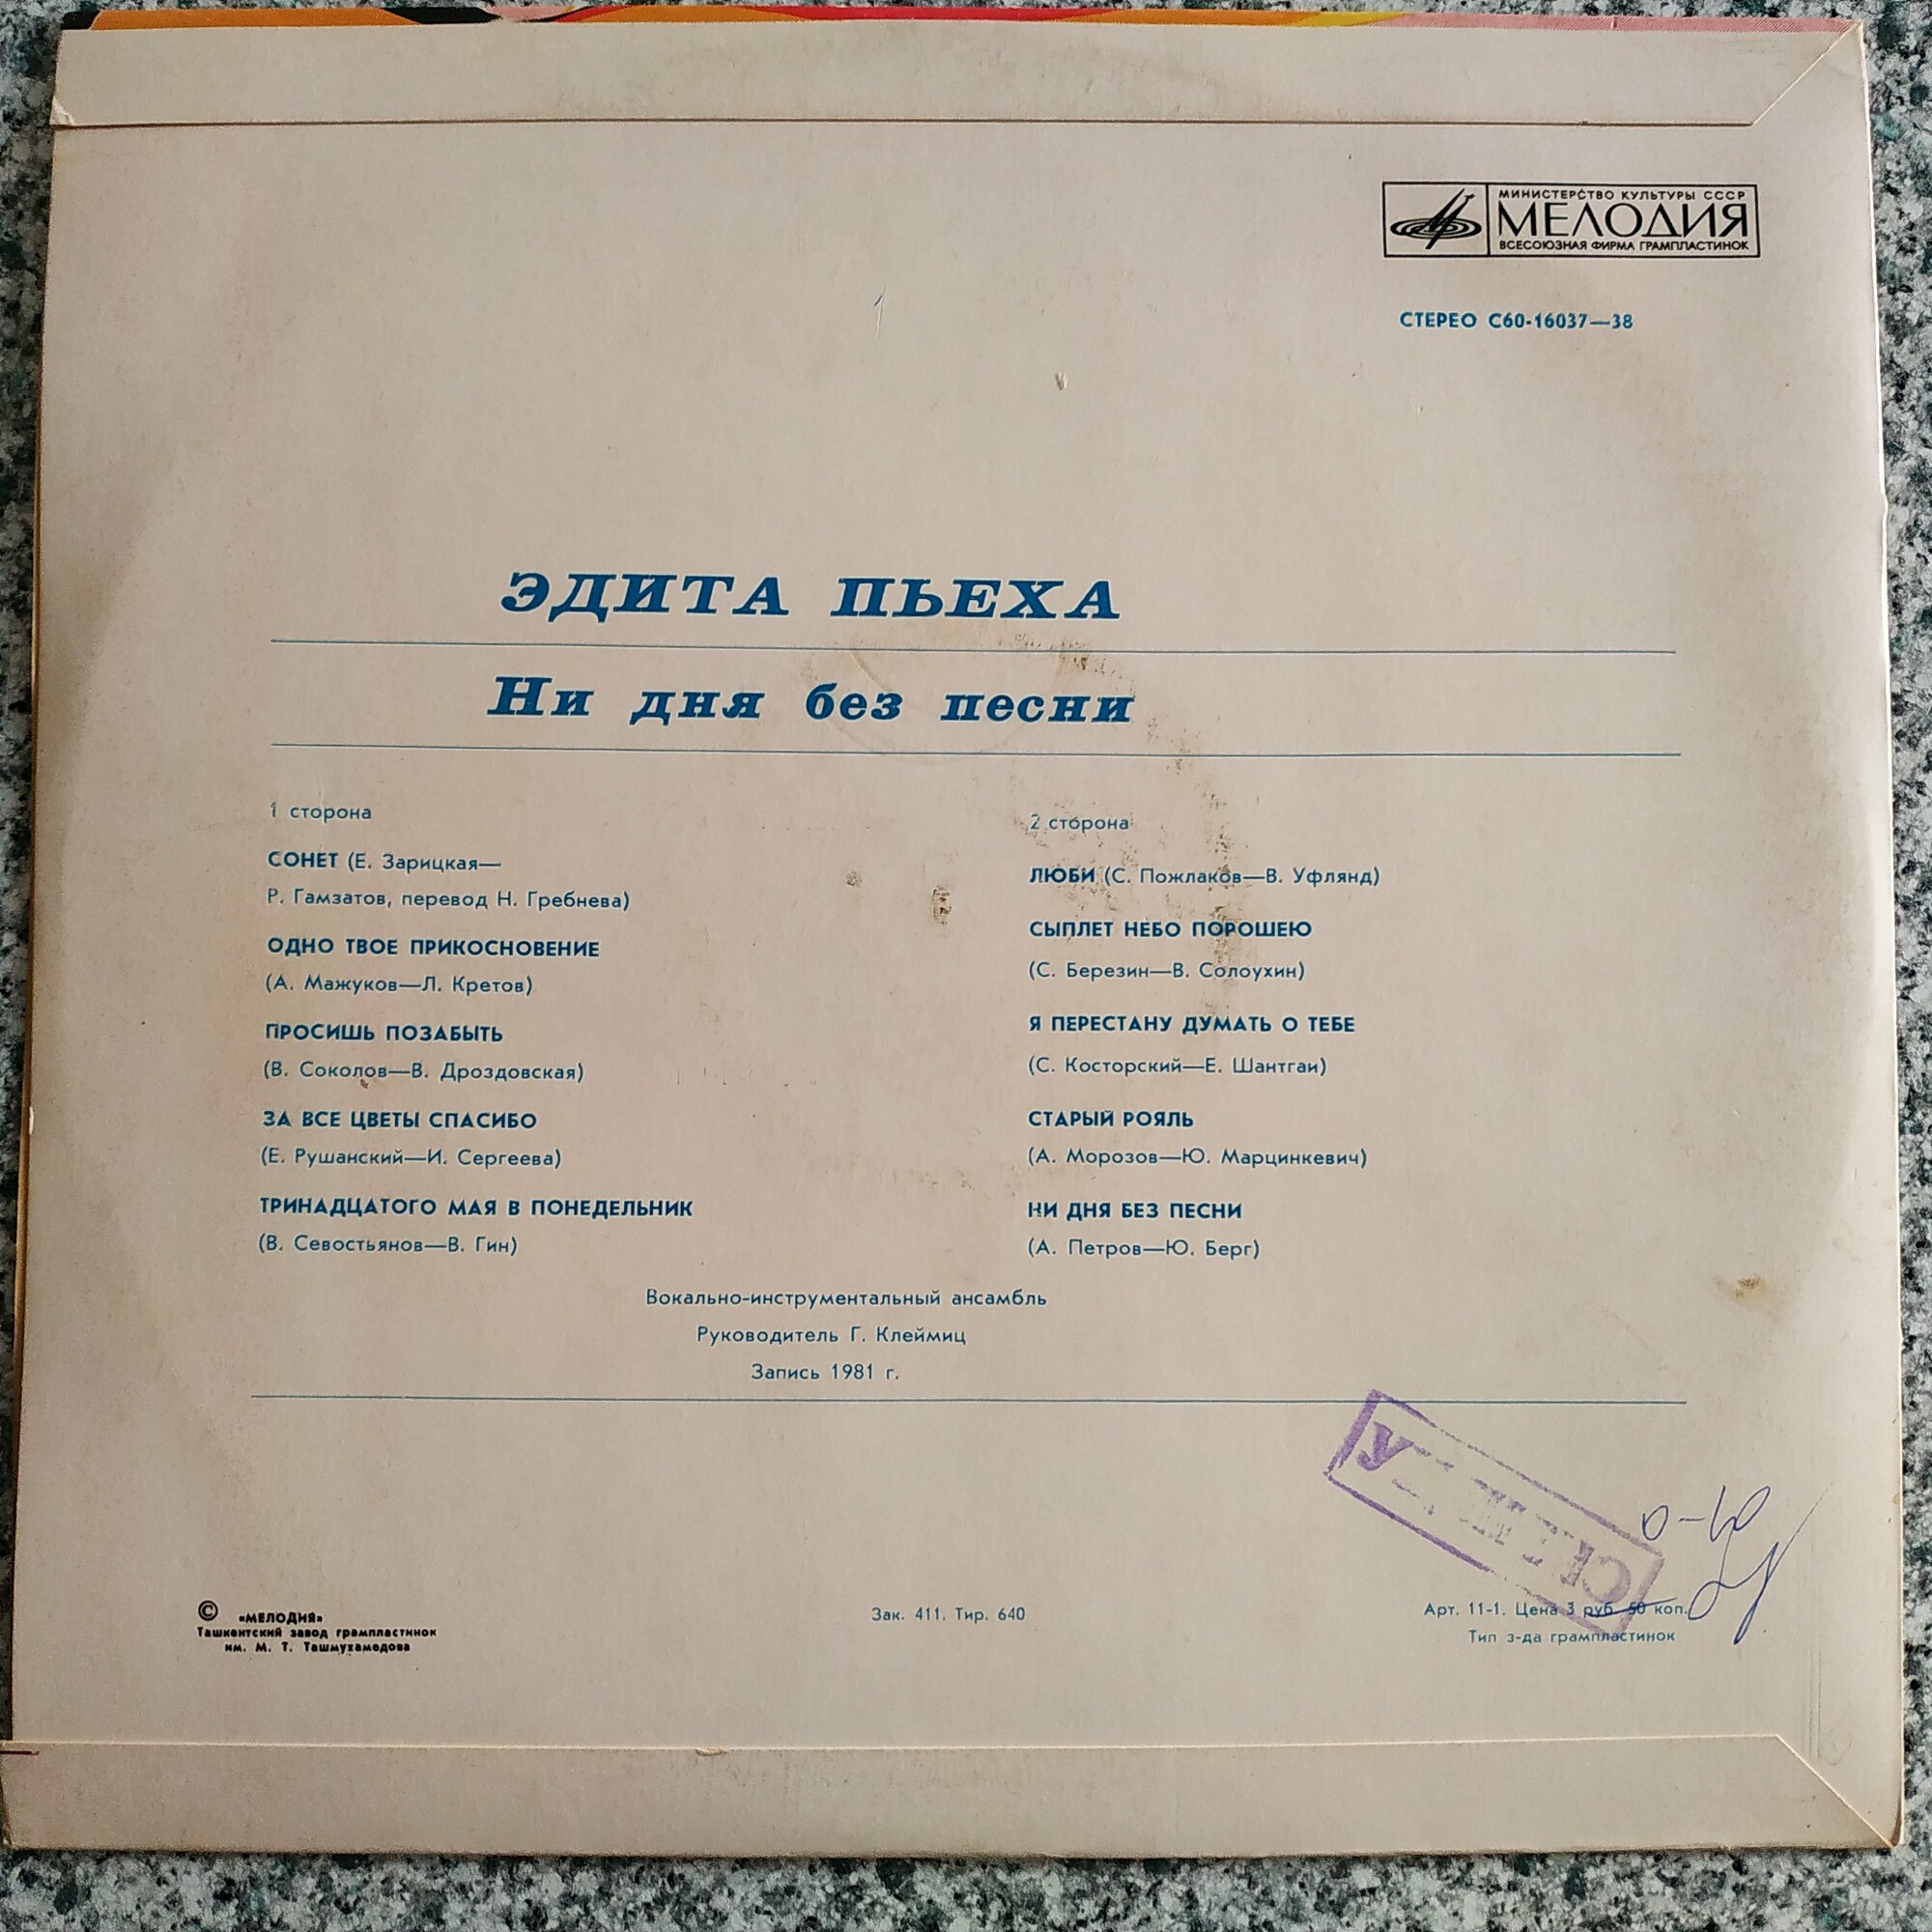 МИНИСТЕРСТВО КУЛЬТУРЫ СССР
МЕЛОДИЯ
ВСЕСОЮЗНАЯ ФИРМА ГРАМПЛАСТИНОК
СТЕРЕО С60-16037—38
ЭДИТА ПЬЕХА
Ни дня без песни
1 сторона
СОНЕТ (Е. Зарицкая—
Р. Гамзатов, перевод Н. Гребнева)
ОДНО ТВОЕ ПРИКОСНОВЕНИЕ
(А. Мажуков—Л. Кретов)
ПРОСИШЬ ПОЗАБЫТЬ
(В. Соколов—В. Дроздовская)
ЗА ВСЕ ЦВЕТЫ СПАСИБО
(Е. Рушанский—И. Сергеева)
ТРИНАДЦАТОГО МАЯ В ПОНЕДЕЛЬНИК
(В. Севостьянов—В. Гин)
2 сторона
ЛЮБИ (С. Пожлаков—В. Уфлянд)
СЫПЛЕТ НЕБО ПОРОШЕЮ
(С. Березин—В. Солоухин)
Я ПЕРЕСТАНУ ДУМАТЬ О ТЕБЕ
(С. Косторский—Е. Шантгаи)
СТАРЫЙ РОЯЛЬ
(А. Морозов—Ю. Марцинкевич)
НИ ДНЯ БЕЗ ПЕСНИ
(А. Петров—Ю. Берг)
Вокально-инструментальный ансамбль
Руководитель Г. Клеймиц
Запись 1981 г.
© «МЕЛОДИЯ»
Ташкентский завод грампластинок
им. М. Т. Ташмухамедова
Зак. 411. Тир. 640
Арт. 11-1. Цена 3 руб. 50 коп.
Тип з-да грампластинок